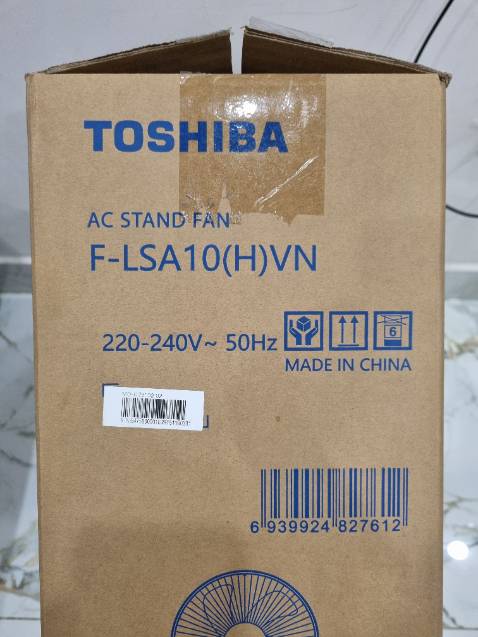 TOSHIBA
AC STAND FAN
F-LSA10(H)VN
220-240V~ 50Hz
6
MADE IN CHINA
6 939924 827612